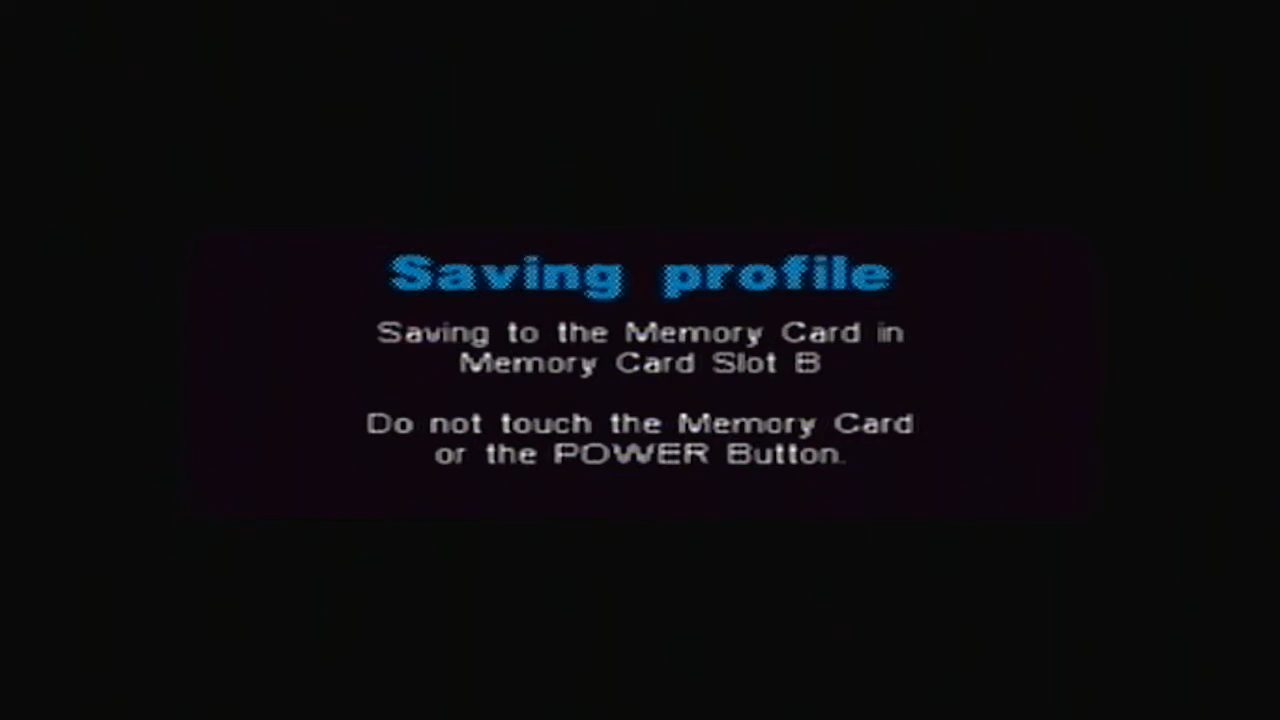 Saving profile
Saving to the Memory Card in
Memory Card Slot B
Do not touch the Memory Card
or the POWER Button.